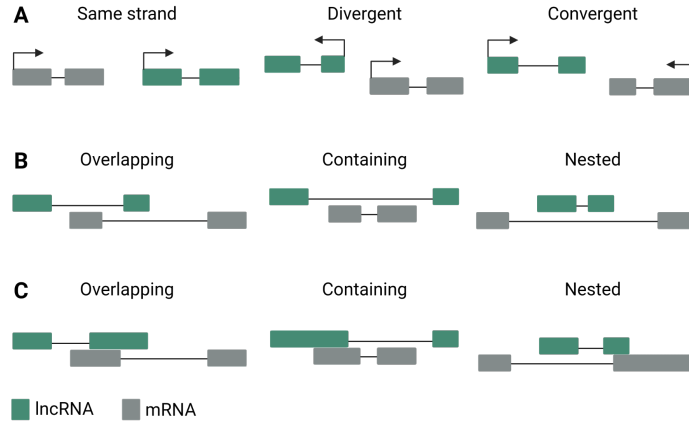 A Same strand Divergent Convergent
B Overlapping Containing Nested
C Overlapping Containing Nested
lncRNA mRNA